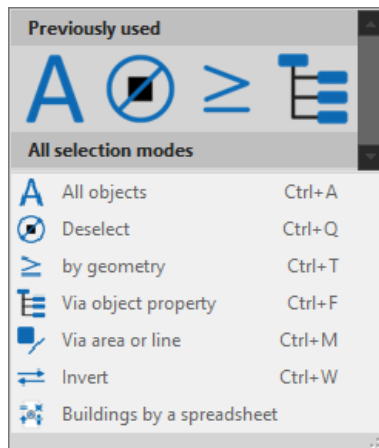 Previously used
All selection modes
All objects Ctrl+A
Deselect Ctrl+Q
by geometry Ctrl+T
Via object property Ctrl+F
Via area or line Ctrl+M
Invert Ctrl+W
Buildings by a spreadsheet